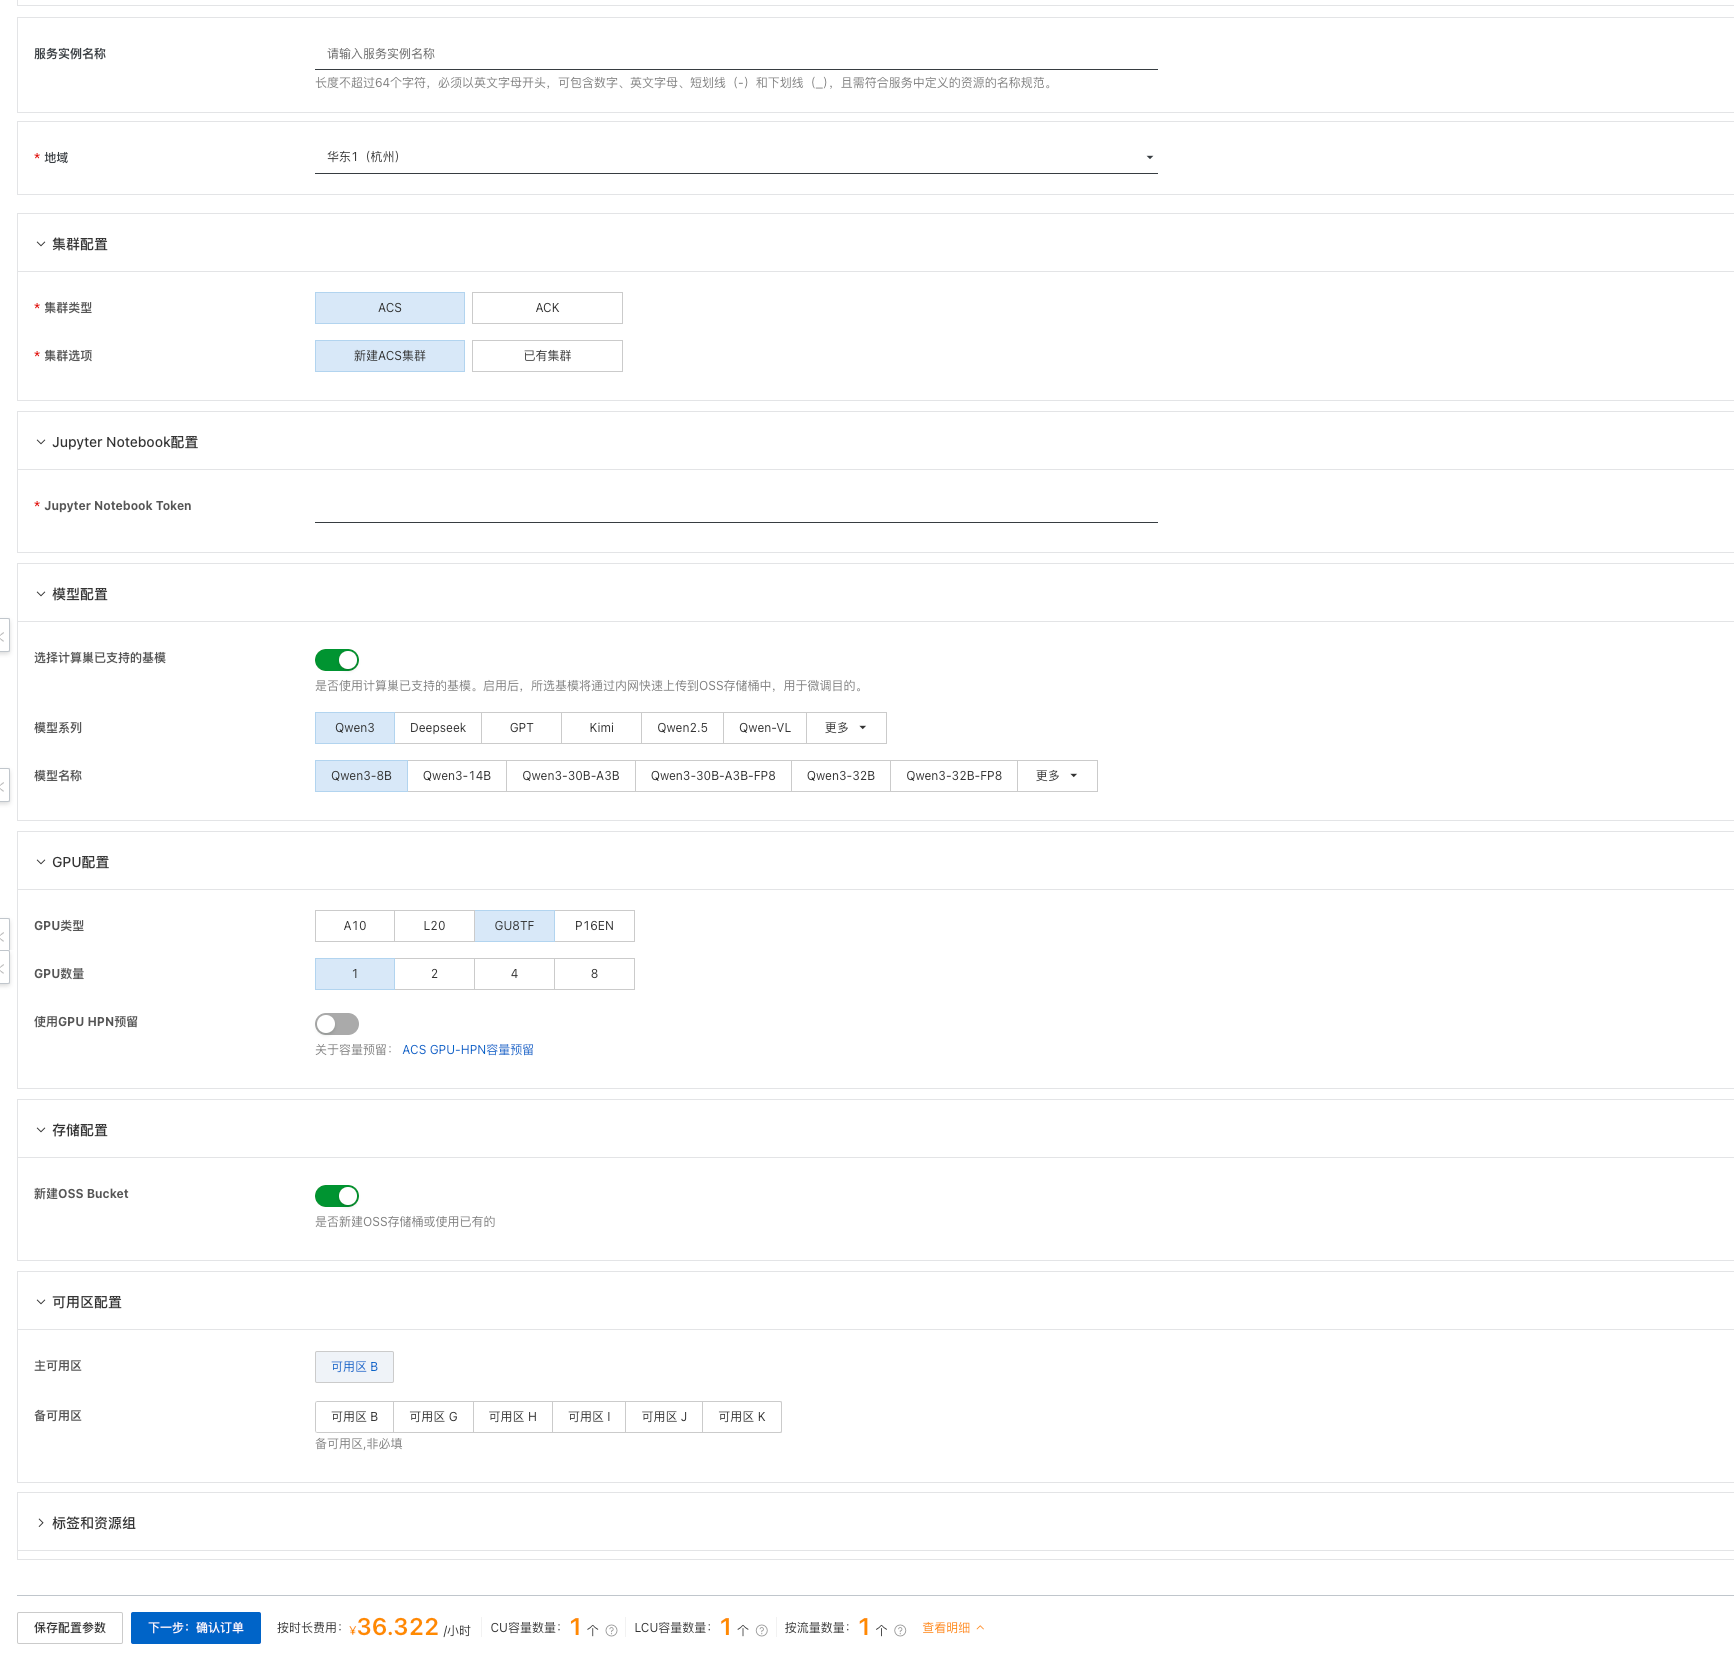 服务实例名称
请输入服务实例名称
长度不超过64个字符，必须以英文字母开头，可包含数字、英文字母、短划线（-）和下划线（_），且需符合服务中定义的资源的名称规范。
* 地域
华东1（杭州）
集群配置
* 集群类型
ACS
ACK
* 集群选项
新建ACS集群
已有集群
Jupyter Notebook配置
* Jupyter Notebook Token
模型配置
选择计算巢已支持的基模
是否使用计算巢已支持的基模。启用后，所选基模将通过内网快速上传到OSS存储桶中，用于微调目的。
模型系列
Qwen3
Deepseek
GPT
Kimi
Qwen2.5
Qwen-VL
更多
模型名称
Qwen3-8B
Qwen3-14B
Qwen3-30B-A3B
Qwen3-30B-A3B-FP8
Qwen3-32B
Qwen3-32B-FP8
更多
GPU配置
GPU类型
A10
L20
GU8TF
P16EN
GPU数量
1
2
4
8
使用GPU HPN预留
关于容量预留： ACS GPU-HPN容量预留
存储配置
新建OSS Bucket
是否新建OSS存储桶或使用已有的
可用区配置
主可用区
可用区 B
备可用区
可用区 B
可用区 G
可用区 H
可用区 I
可用区 J
可用区 K
备可用区,非必填
标签和资源组
保存配置参数
下一步：确认订单
按时长费用：¥36.322 /小时
CU容量数量：1 个
LCU容量数量：1 个
按流量数量：1 个
查看明细